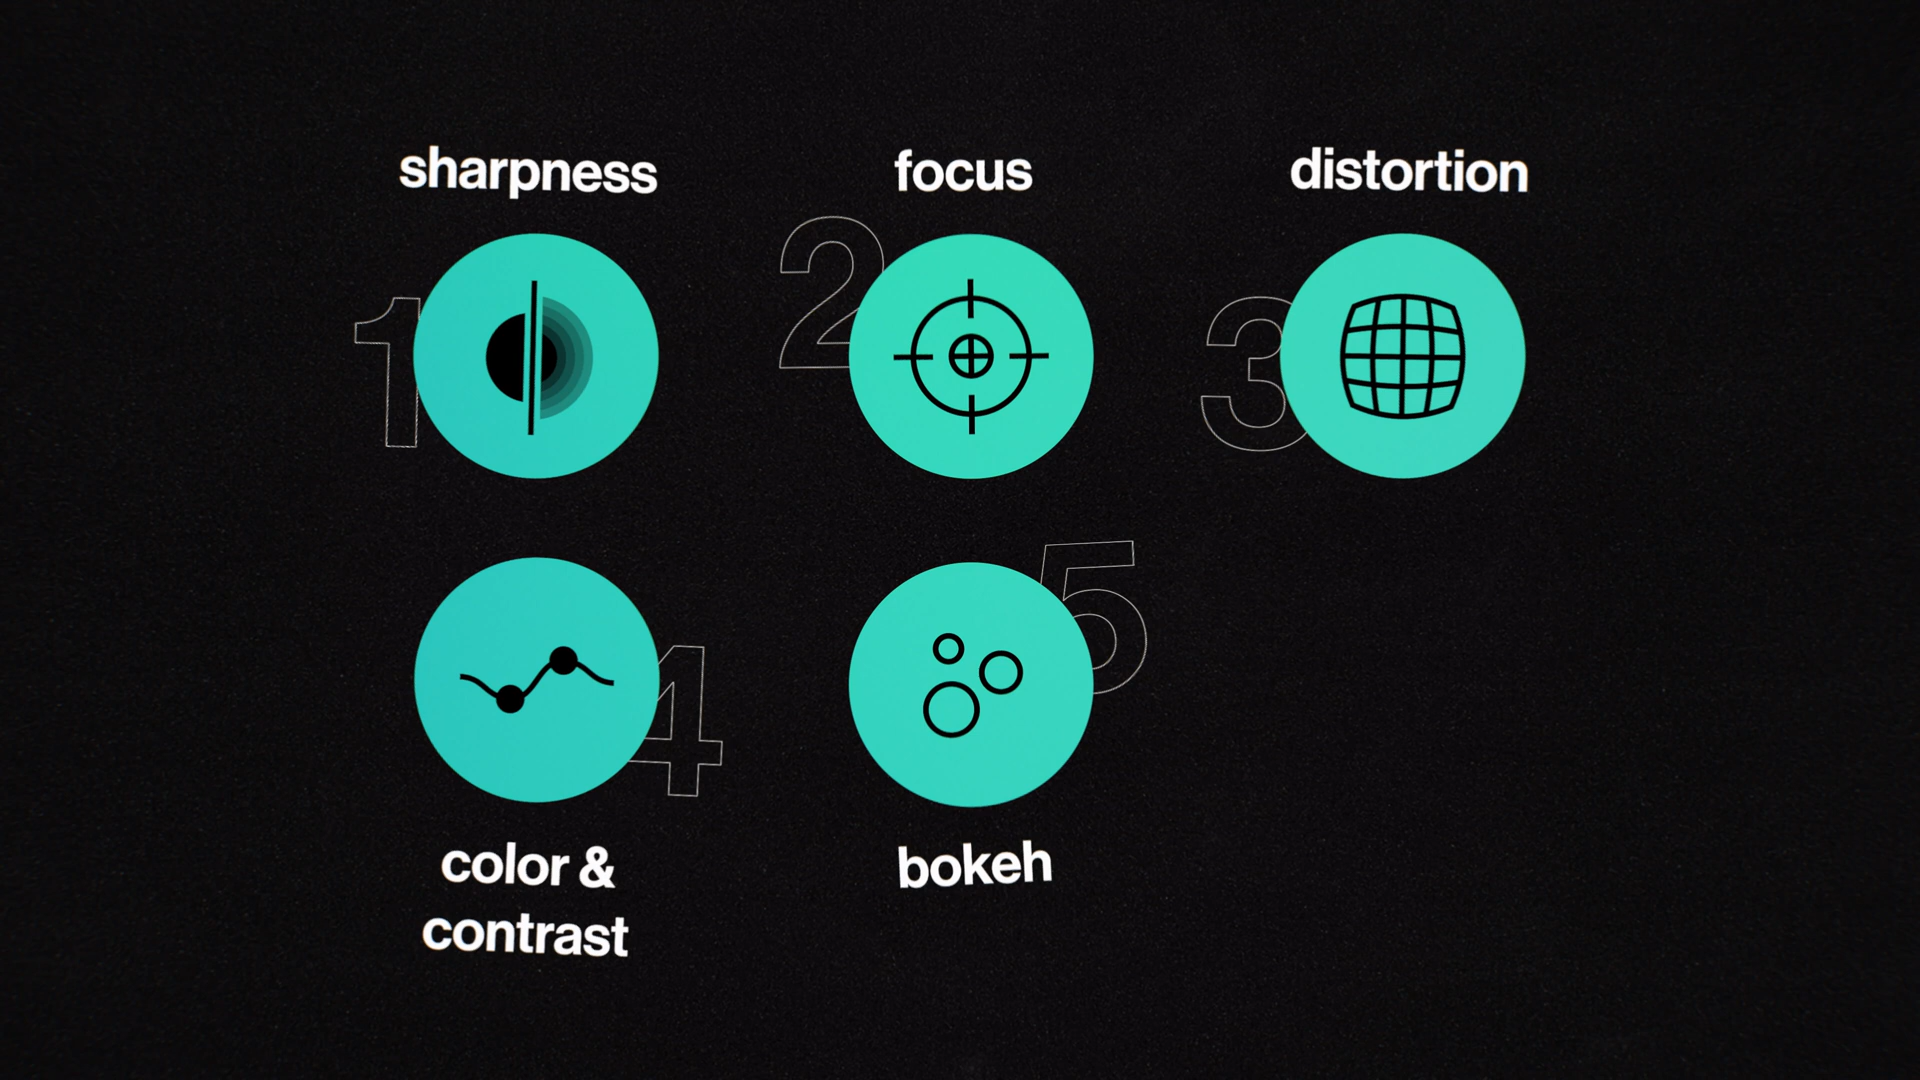 sharpness
focus
distortion
1
2
3
4
5
color &
contrast
bokeh